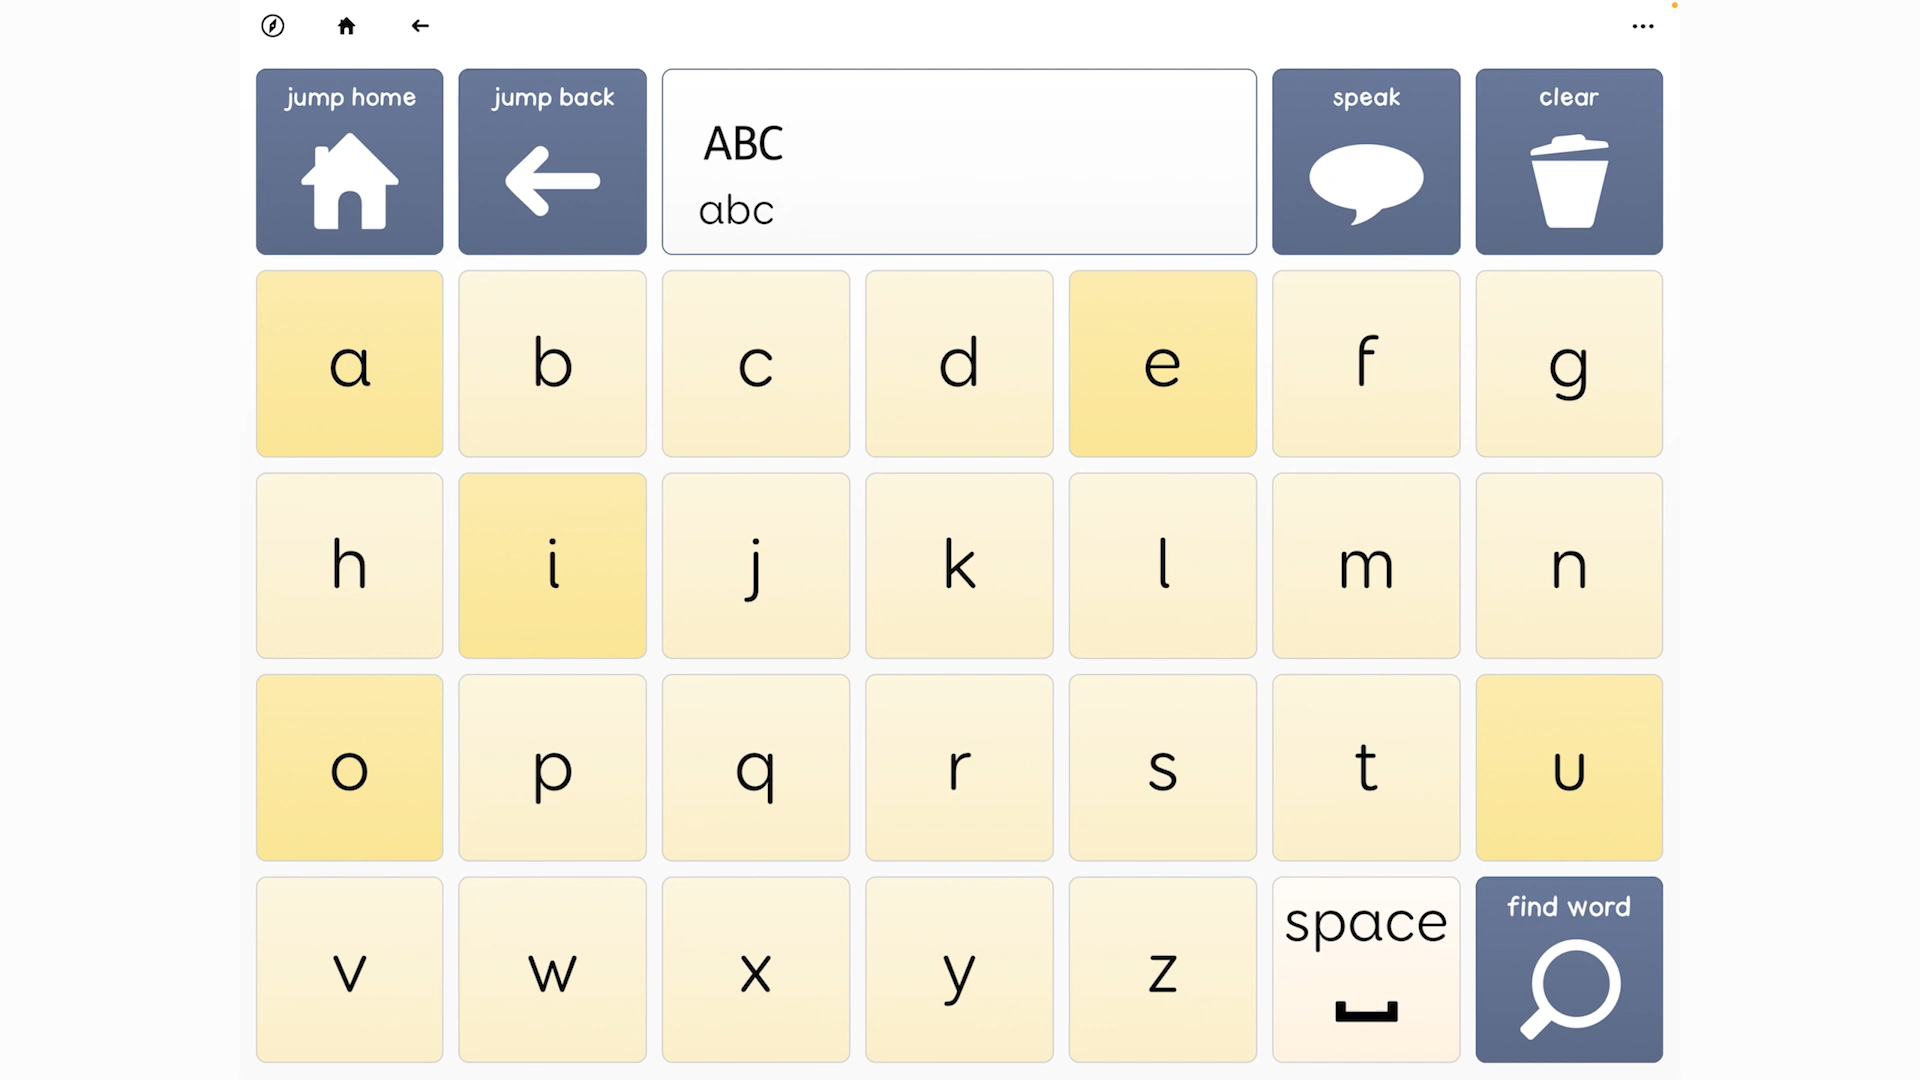 jump home
jump back
ABC
abc
speak
clear
a b c d e f g
h i j k l m n
o p q r s t u
v w x y z space
find word